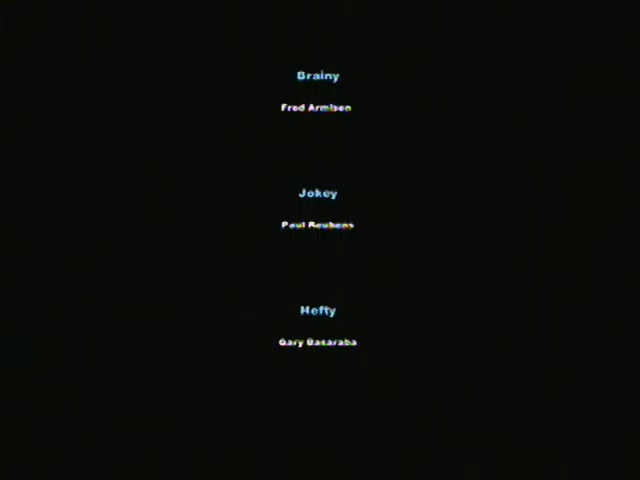 Brainy
Fred Armisen
Jokey
Paul Reubens
Hefty
Gary Basaraba